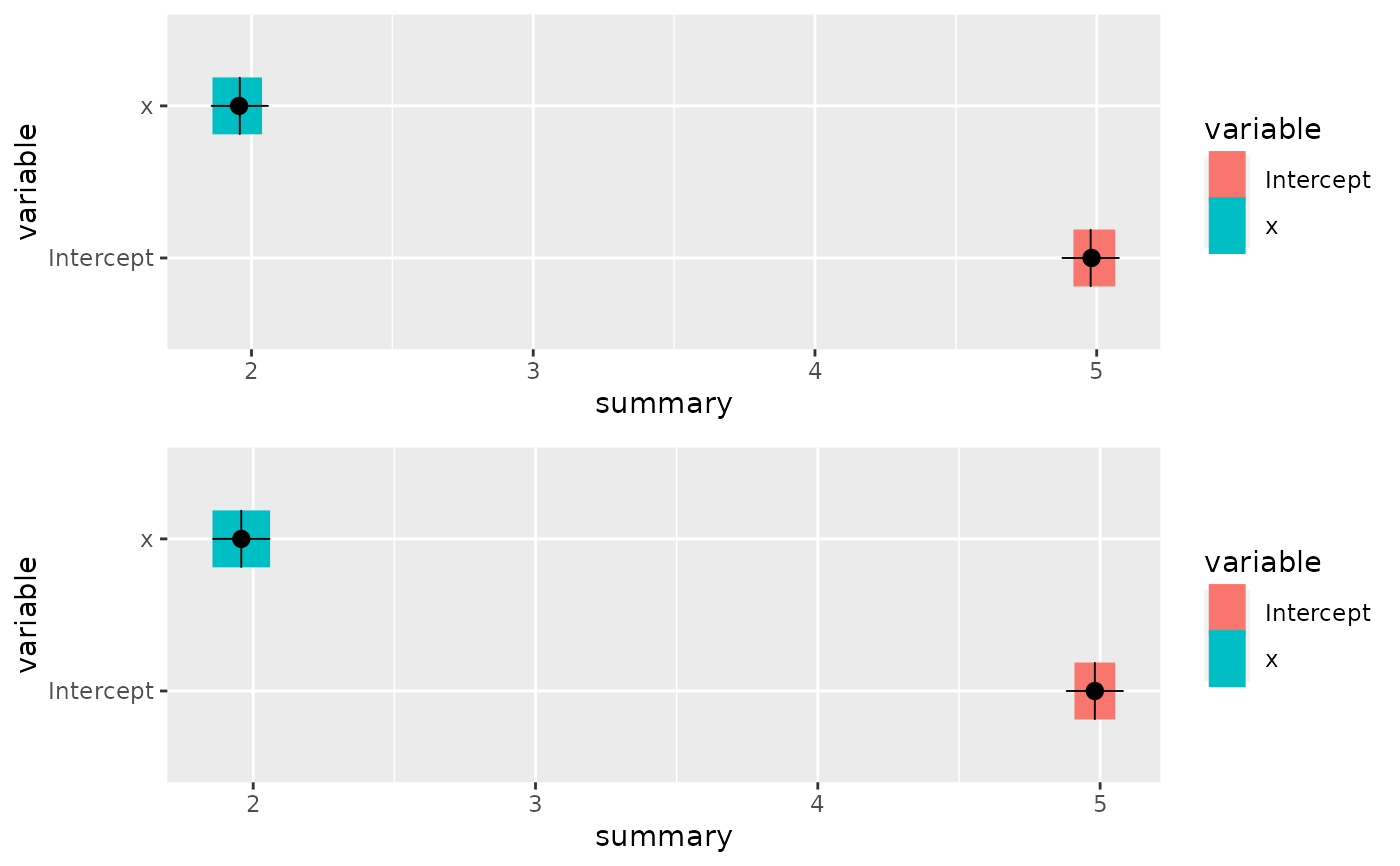 variable
x
Intercept
2 3 4 5
summary
variable
Intercept
x
variable
x
Intercept
2 3 4 5
summary
variable
Intercept
x